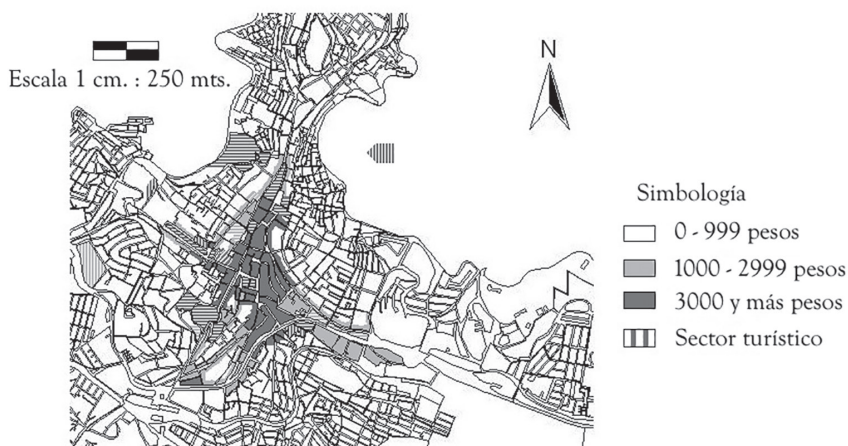 Escala 1 cm. : 250 mts.
N
Simbología
0 - 999 pesos
1000 - 2999 pesos
3000 y más pesos
Sector turístico